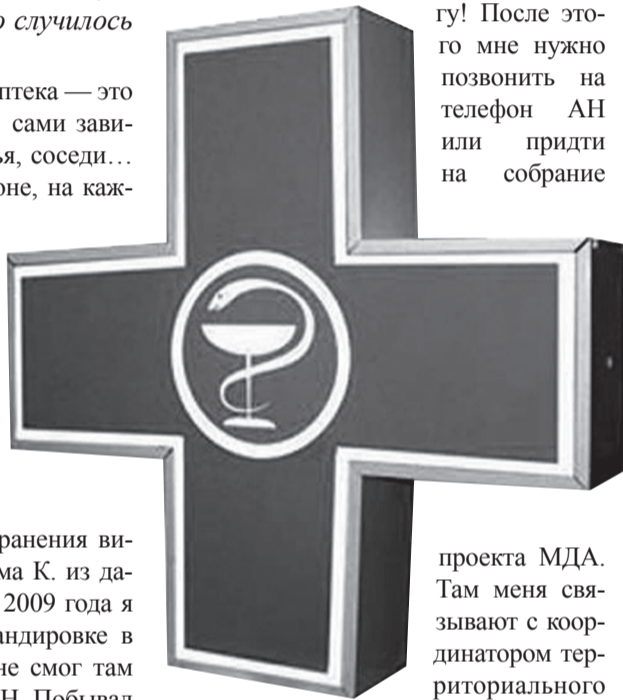 о случилось
птека — это
сами зави-
ья, соседи…
оне, на каж-
ранения ви-
ма К. из да-
2009 года я
андировке в
не смог там
Н. Побывал
гу! После это-
го мне нужно
позвонить на
телефон АН
или придти
на собрание
проекта МДА.
Там меня свя-
зывают с коор-
динатором тер-
риториального